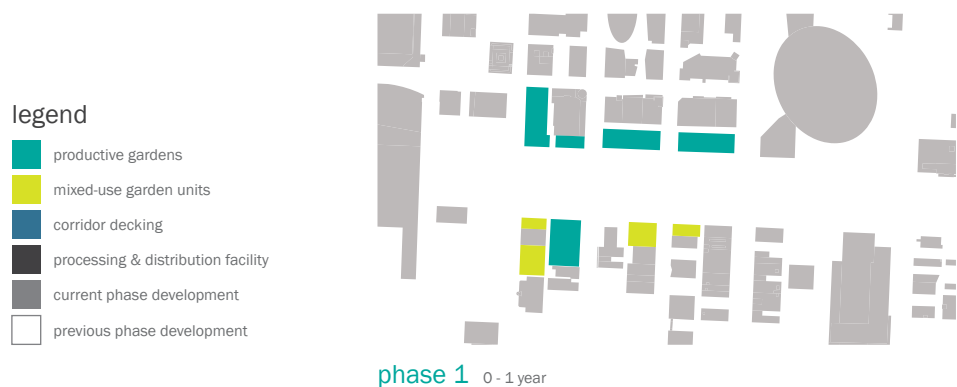 legend
productive gardens
mixed-use garden units
corridor decking
processing & distribution facility
current phase development
previous phase development
phase 1 0 - 1 year